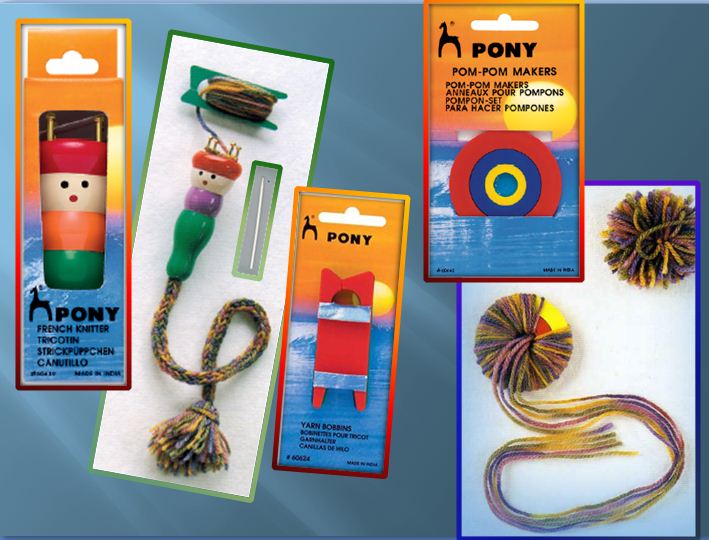 PONY
FRENCH KNITTER
TRICOTIN
STRICKPÜPPCHEN
CANUTILLO
MADE IN INDIA
PONY
YARN BOBBINS
BOBINETTES POUR TRICOT
GARNHALTER
CANILLAS DE HILO
# 60624
MADE IN INDIA
PONY
POM-POM MAKERS
POM-POM MAKERS
ANNEAUX POUR POMPONS
POMPON-SET
PARA HACER POMPONES
MADE IN INDIA